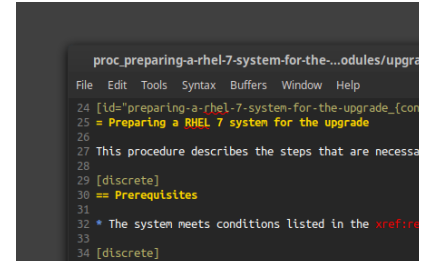 proc_preparing-a-rhel-7-system-for-the-...odules/upgra
File Edit Tools Syntax Buffers Window Help
24 [id="preparing-a-rhel-7-system-for-the-upgrade_{con
25 = Preparing a RHEL 7 system for the upgrade
26
27 This procedure describes the steps that are necessa
28
29 [discrete]
30 == Prerequisites
31
32 * The system meets conditions listed in the xref:re
33
34 [discrete]